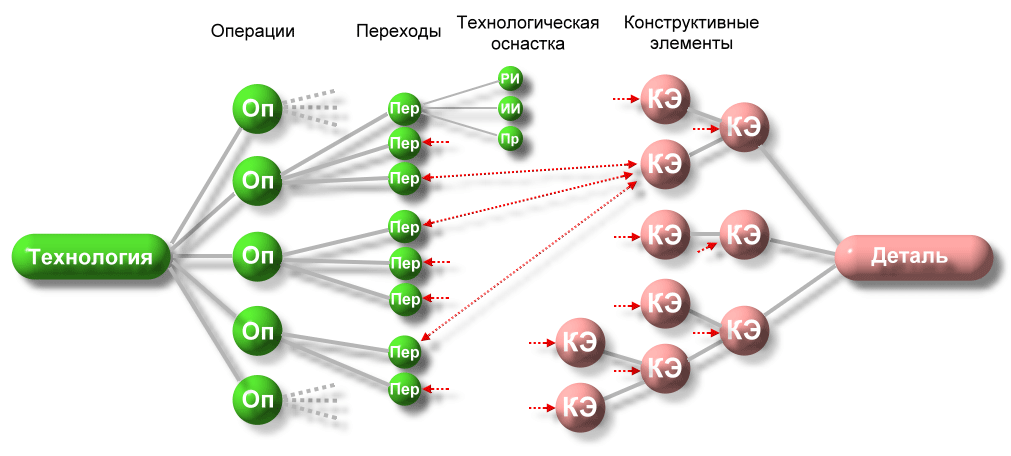 Операции
Переходы
Технологическая
оснастка
Конструктивные
элементы
Оп
Оп
Оп
Оп
Оп
Пер
Пер
Пер
Пер
Пер
Пер
Пер
Пер
РИ
ИИ
Пр
КЭ
КЭ
КЭ
КЭ
КЭ
КЭ
КЭ
КЭ
КЭ
КЭ
Технология
Деталь